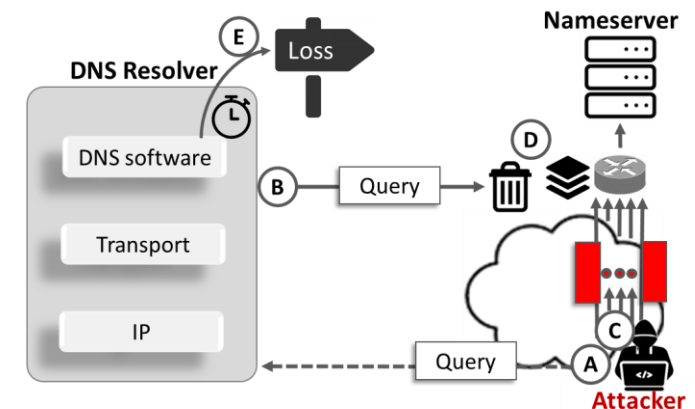 Nameserver
E
Loss
DNS Resolver
D
DNS software
B
Query
Transport
IP
C
Query
A
</>
Attacker